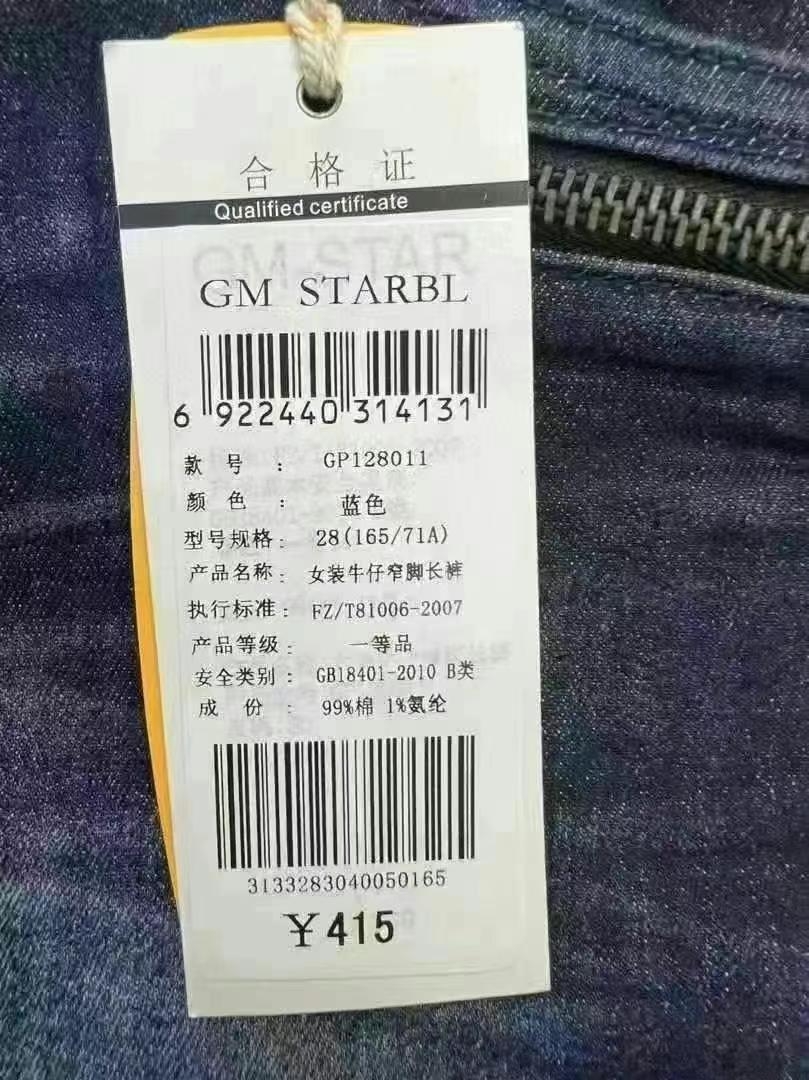 合格证
Qualified certificate
GM STARBL
6 922440 314131
款号：GP128011
颜色：蓝色
型号规格：28(165/71A)
产品名称：女装牛仔窄脚长裤
执行标准：FZ/T81006-2007
产品等级：一等品
安全类别：GB18401-2010 B类
成份：99%棉 1%氨纶
3133283040050165
￥415